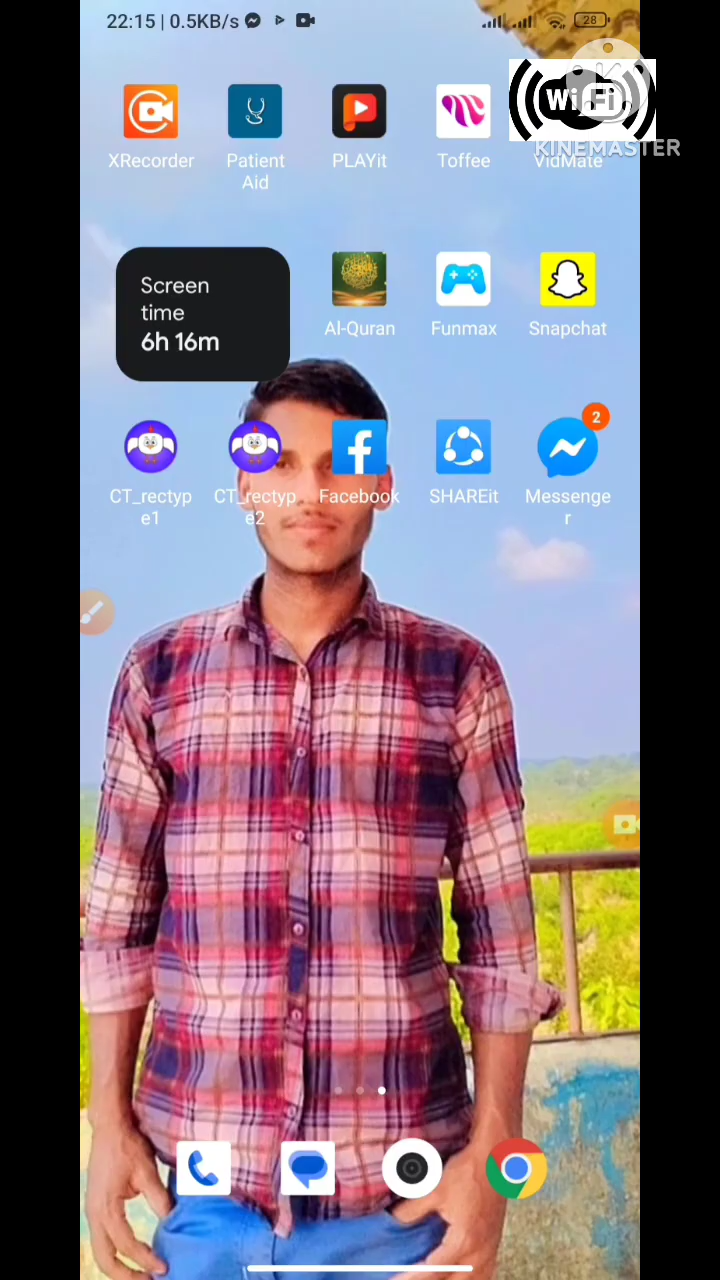 22:15 | 0.5KB/s
28
WiFi
KINEMASTER
XRecorder
Patient
Aid
PLAYit
Toffee
VidMate
Screen
time
6h 16m
Al-Quran
Funmax
Snapchat
2
CT_rectyp
e1
CT_rectyp
e2
Facebook
SHAREit
Messenge
r